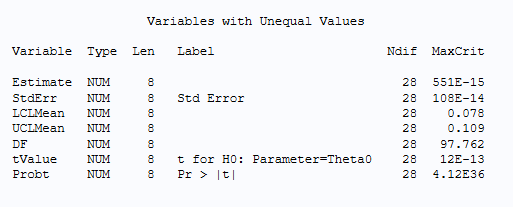 Variables with Unequal Values
Variable Type Len Label Ndif MaxCrit
Estimate NUM 8 28 551E-15
StdErr NUM 8 Std Error 28 108E-14
LCLMean NUM 8 28 0.078
UCLMean NUM 8 28 0.109
DF NUM 8 28 97.762
tValue NUM 8 t for H0: Parameter=Theta0 28 12E-13
Probt NUM 8 Pr > |t| 28 4.12E36